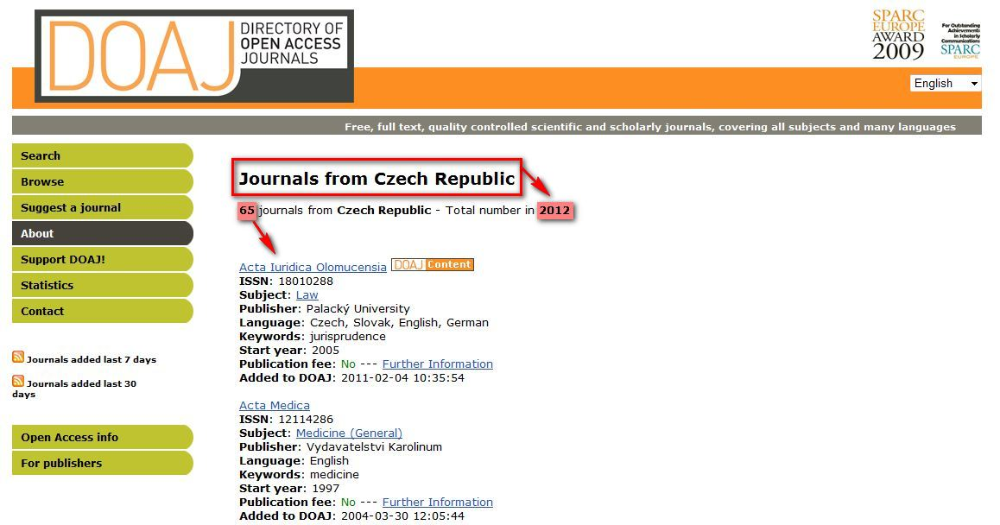 DOAJ
DIRECTORY OF
OPEN ACCESS
JOURNALS
SPARC
EUROPE
AWARD
2009
For Outstanding
Achievements
in Scholarly
Communications
SPARC
EUROPE
English
Free, full text, quality controlled scientific and scholarly journals, covering all subjects and many languages
Search
Browse
Suggest a journal
About
Support DOAJ!
Statistics
Contact
Journals added last 7 days
Journals added last 30
days
Open Access info
For publishers
Journals from Czech Republic
65 journals from Czech Republic - Total number in 2012
Acta Iuridica Olomucensia DOAJ Content
ISSN: 18010288
Subject: Law
Publisher: Palacký University
Language: Czech, Slovak, English, German
Keywords: jurisprudence
Start year: 2005
Publication fee: No --- Further Information
Added to DOAJ: 2011-02-04 10:35:54
Acta Medica
ISSN: 12114286
Subject: Medicine (General)
Publisher: Vydavatelstvi Karolinum
Language: English
Keywords: medicine
Start year: 1997
Publication fee: No --- Further Information
Added to DOAJ: 2004-03-30 12:05:44